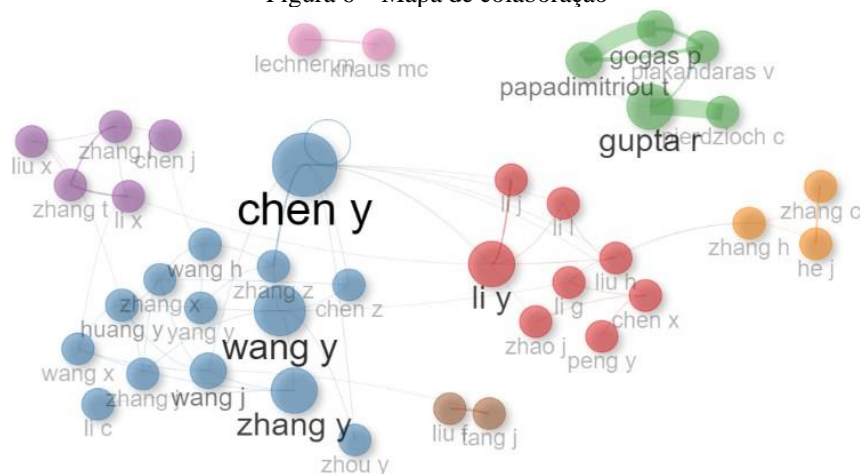 Figura 6 – Mapa de colaboração
lechner m
knaus mc
gogas p
plakandaras v
papadimitriou t
gupta r
pierdzioch c
liu x
chen j
zhang t
li x
chen y
li j
li l
zhang c
zhang h
he j
wang h
zhang z
zhang x
chen z
li y
liu h
li g
chen x
huang y
yang y
wang y
zhao j
peng y
wang x
wang j
li c
zhang y
zhou y
liu f
tang j